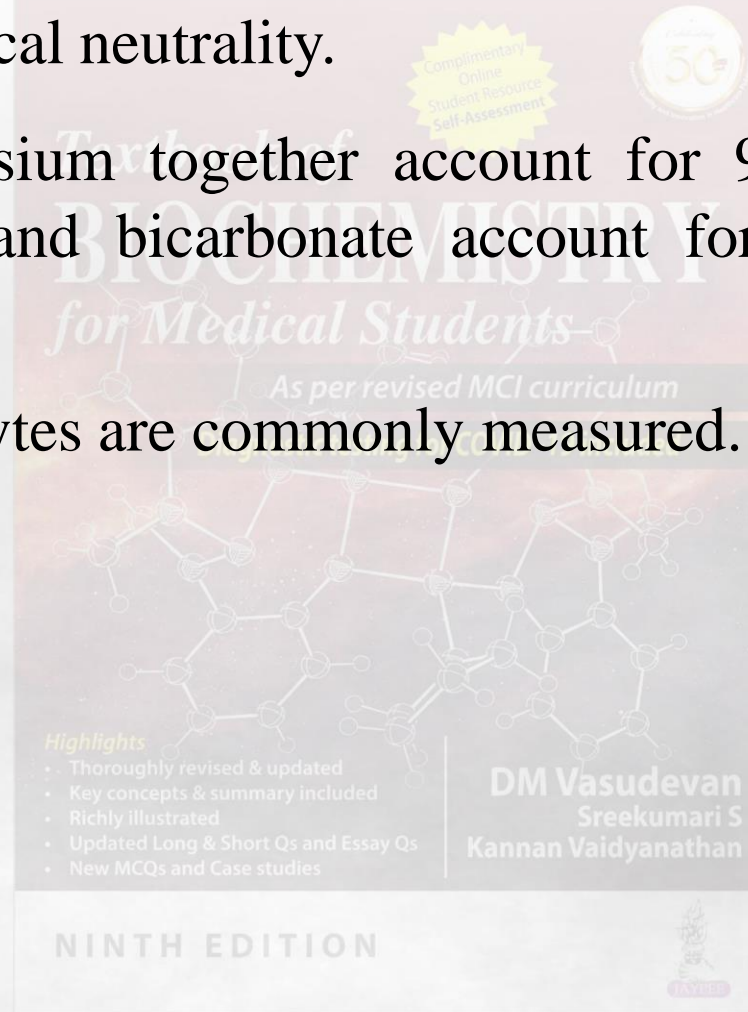 cal neutrality.
sium together account for 9
and bicarbonate account for
ytes are commonly measured.
Complimentary
Online
Student Resource
Self-Assessment
50
Textbook of
BIOCHEMISTRY
for Medical Students
As per revised MCI curriculum
Highlights
• Thoroughly revised & updated
• Key concepts & summary included
• Richly illustrated
• Updated Long & Short Qs and Essay Qs
• New MCQs and Case studies
DM Vasudevan
Sreekumari S
Kannan Vaidyanathan
NINTH EDITION
JAYPEE